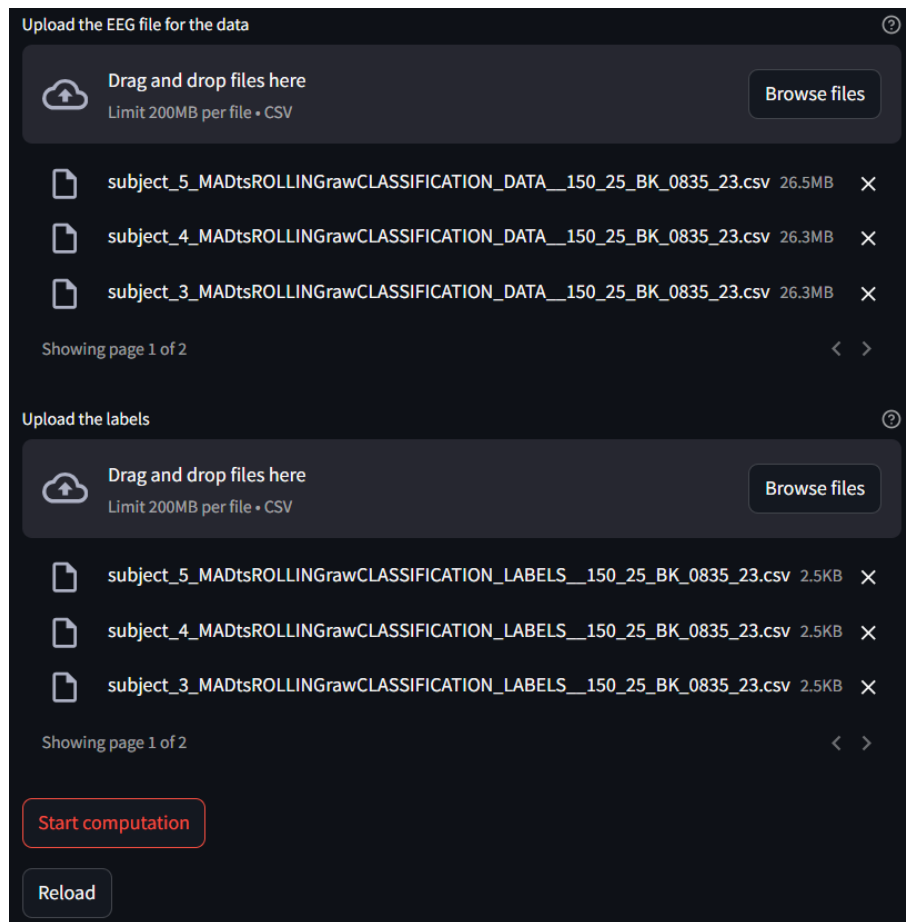 Upload the EEG file for the data
Drag and drop files here
Limit 200MB per file • CSV
Browse files
subject_5_MADtsROLLINGrawCLASSIFICATION_DATA__150_25_BK_0835_23.csv 26.5MB
subject_4_MADtsROLLINGrawCLASSIFICATION_DATA__150_25_BK_0835_23.csv 26.3MB
subject_3_MADtsROLLINGrawCLASSIFICATION_DATA__150_25_BK_0835_23.csv 26.3MB
Showing page 1 of 2
Upload the labels
Drag and drop files here
Limit 200MB per file • CSV
Browse files
subject_5_MADtsROLLINGrawCLASSIFICATION_LABELS__150_25_BK_0835_23.csv 2.5KB
subject_4_MADtsROLLINGrawCLASSIFICATION_LABELS__150_25_BK_0835_23.csv 2.5KB
subject_3_MADtsROLLINGrawCLASSIFICATION_LABELS__150_25_BK_0835_23.csv 2.5KB
Showing page 1 of 2
Start computation
Reload